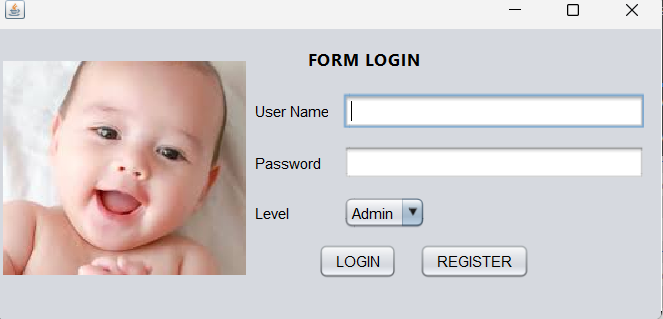 FORM LOGIN
User Name
Password
Level Admin
LOGIN REGISTER